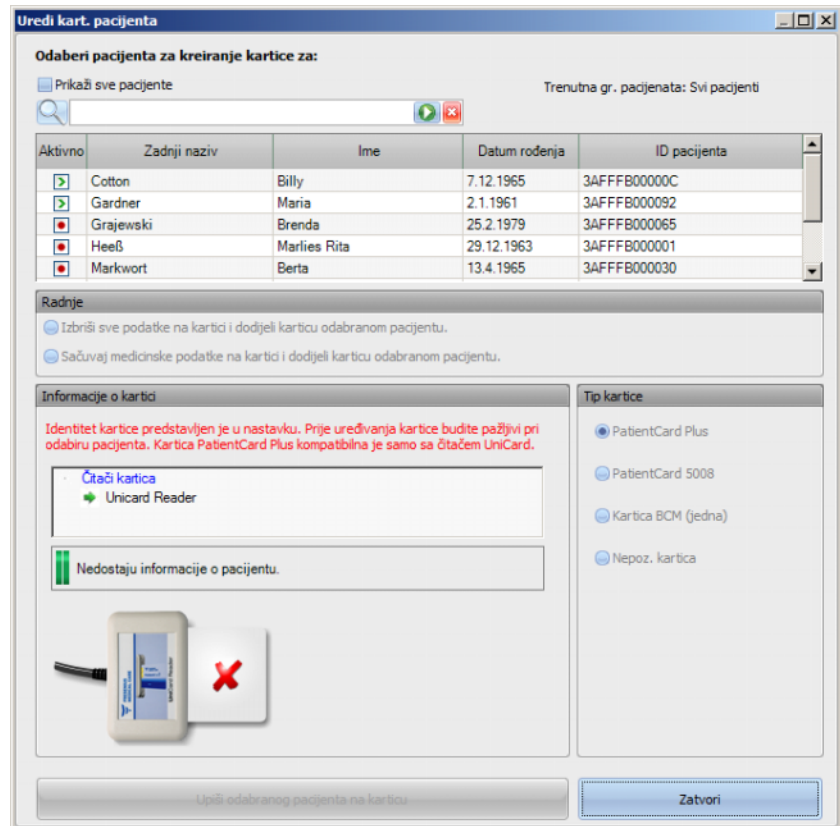 Uredi kart. pacijenta
Odaberi pacijenta za kreiranje kartice za:
Prikaži sve pacijente
Trenutna gr. pacijenata: Svi pacijenti
Aktivno Zadnji naziv Ime Datum rođenja ID pacijenta
Cotton Billy 7.12.1965 3AFFFB00000C
Gardner Maria 2.1.1961 3AFFFB000092
Grajewski Brenda 25.2.1979 3AFFFB000065
Heeß Marlies Rita 29.12.1963 3AFFFB000001
Markwort Berta 13.4.1965 3AFFFB000030
Radnje
Izbriši sve podatke na kartici i dodijeli karticu odabranom pacijentu.
Sačuvaj medicinske podatke na kartici i dodijeli karticu odabranom pacijentu.
Informacije o kartici
Identitet kartice predstavljen je u nastavku. Prije uređivanja kartice budite pažljivi pri
odabiru pacijenta. Kartica PatientCard Plus kompatibilna je samo sa čitačem UniCard.
Čitači kartica
Unicard Reader
Nedostaju informacije o pacijentu.
UniCard Reader
Tip kartice
PatientCard Plus
PatientCard 5008
Kartica BCM (jedna)
Nepoz. kartica
Upiši odabranog pacijenta na karticu
Zatvori